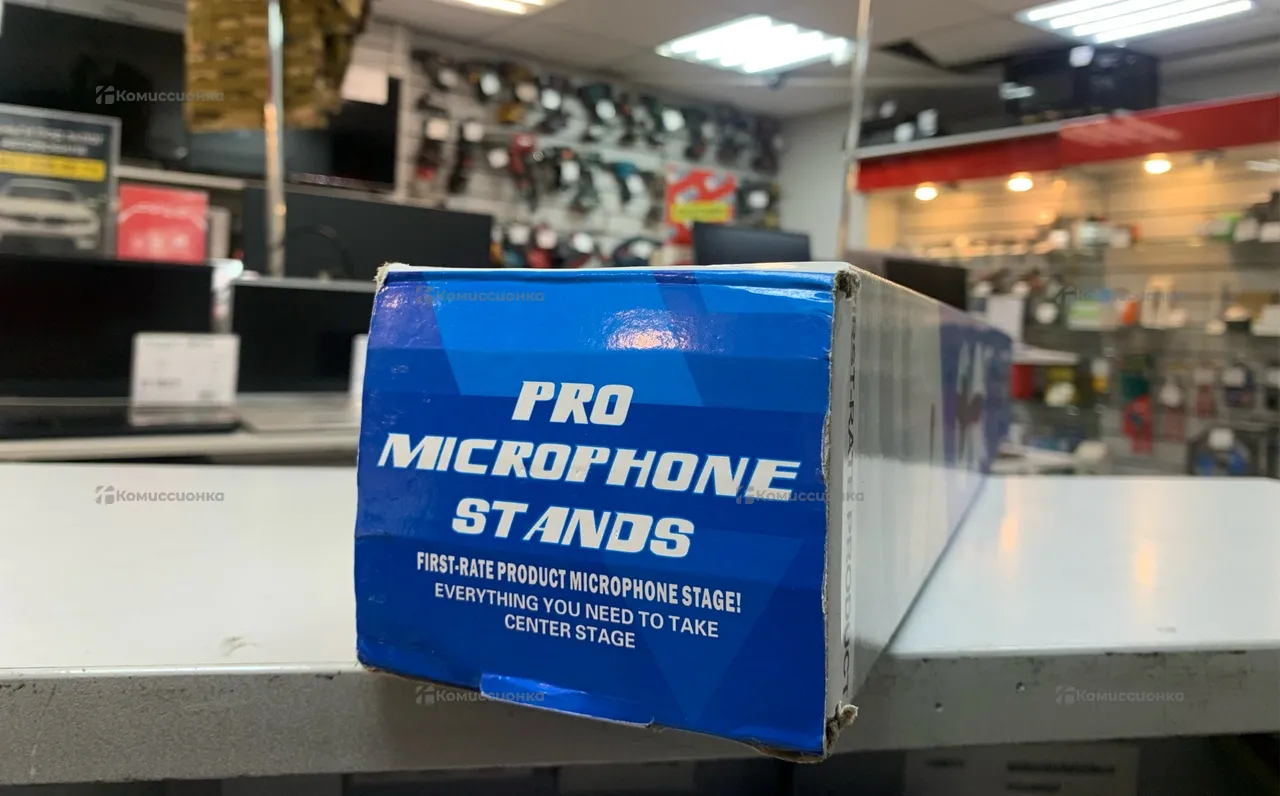 Комиссионка
Комиссионка
PRO
MICROPHONE
STANDS
Комиссионка
Комиссионка
FIRST-RATE PRODUCT MICROPHONE STAGE!
EVERYTHING YOU NEED TO TAKE
CENTER STAGE
Комиссионка
Комиссионка